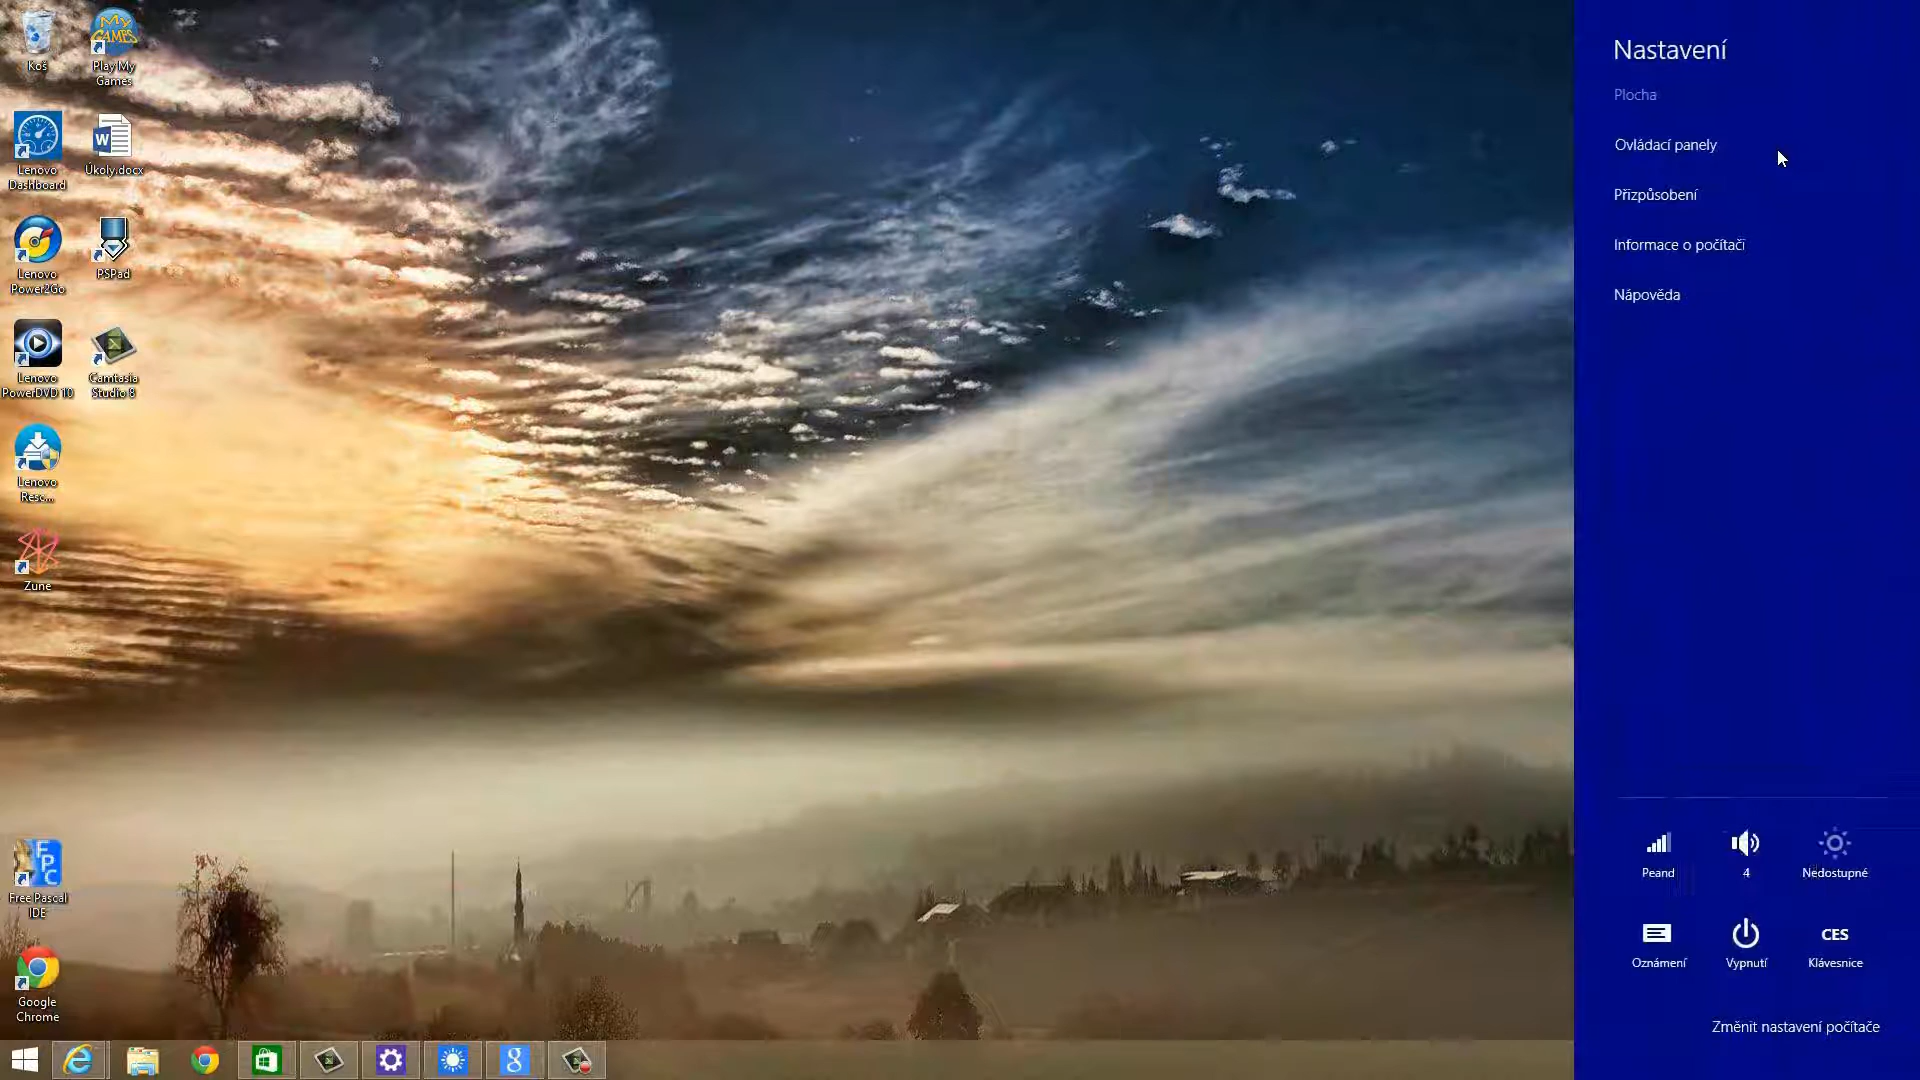 Koš
Play My
Games
Lenovo
Dashboard
Úkoly.docx
Lenovo
Power2Go
PSPad
Lenovo
PowerDVD 10
Camtasia
Studio 8
Lenovo
Resc...
Zune
Free Pascal
IDE
Google
Chrome
Nastavení
Plocha
Ovládací panely
Přizpůsobení
Informace o počítači
Nápověda
Peand
4
Nedostupné
Oznámení
Vypnutí
CES
Klávesnice
Změnit nastavení počítače